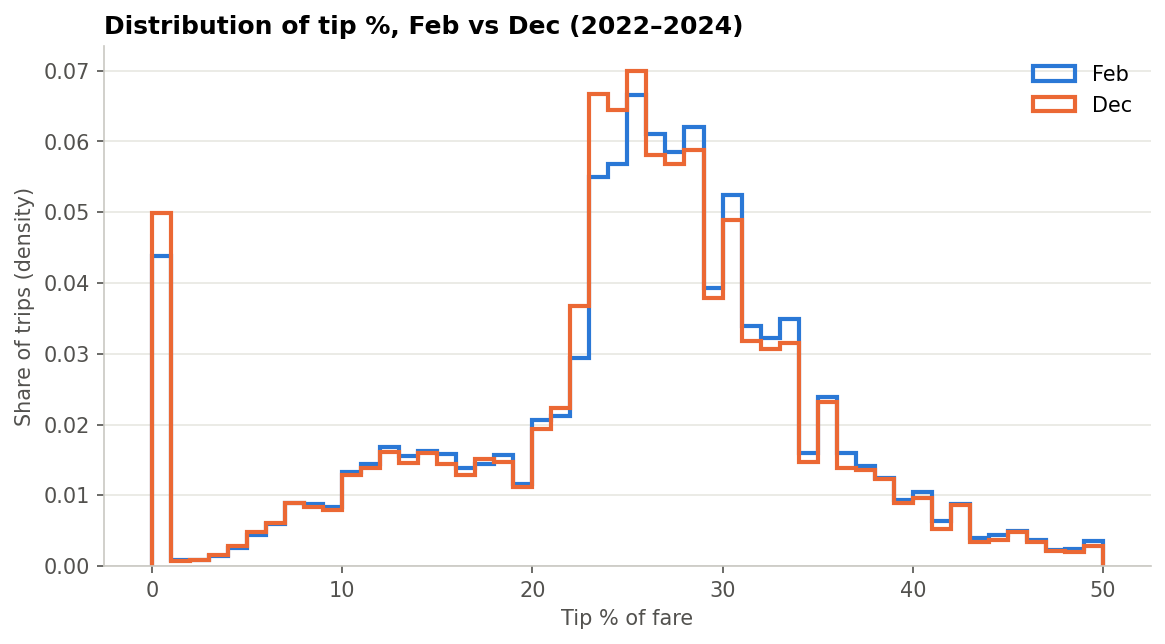 Distribution of tip %, Feb vs Dec (2022–2024)
Feb
Dec
Share of trips (density)
0.07
0.06
0.05
0.04
0.03
0.02
0.01
0.00
0 10 20 30 40 50
Tip % of fare